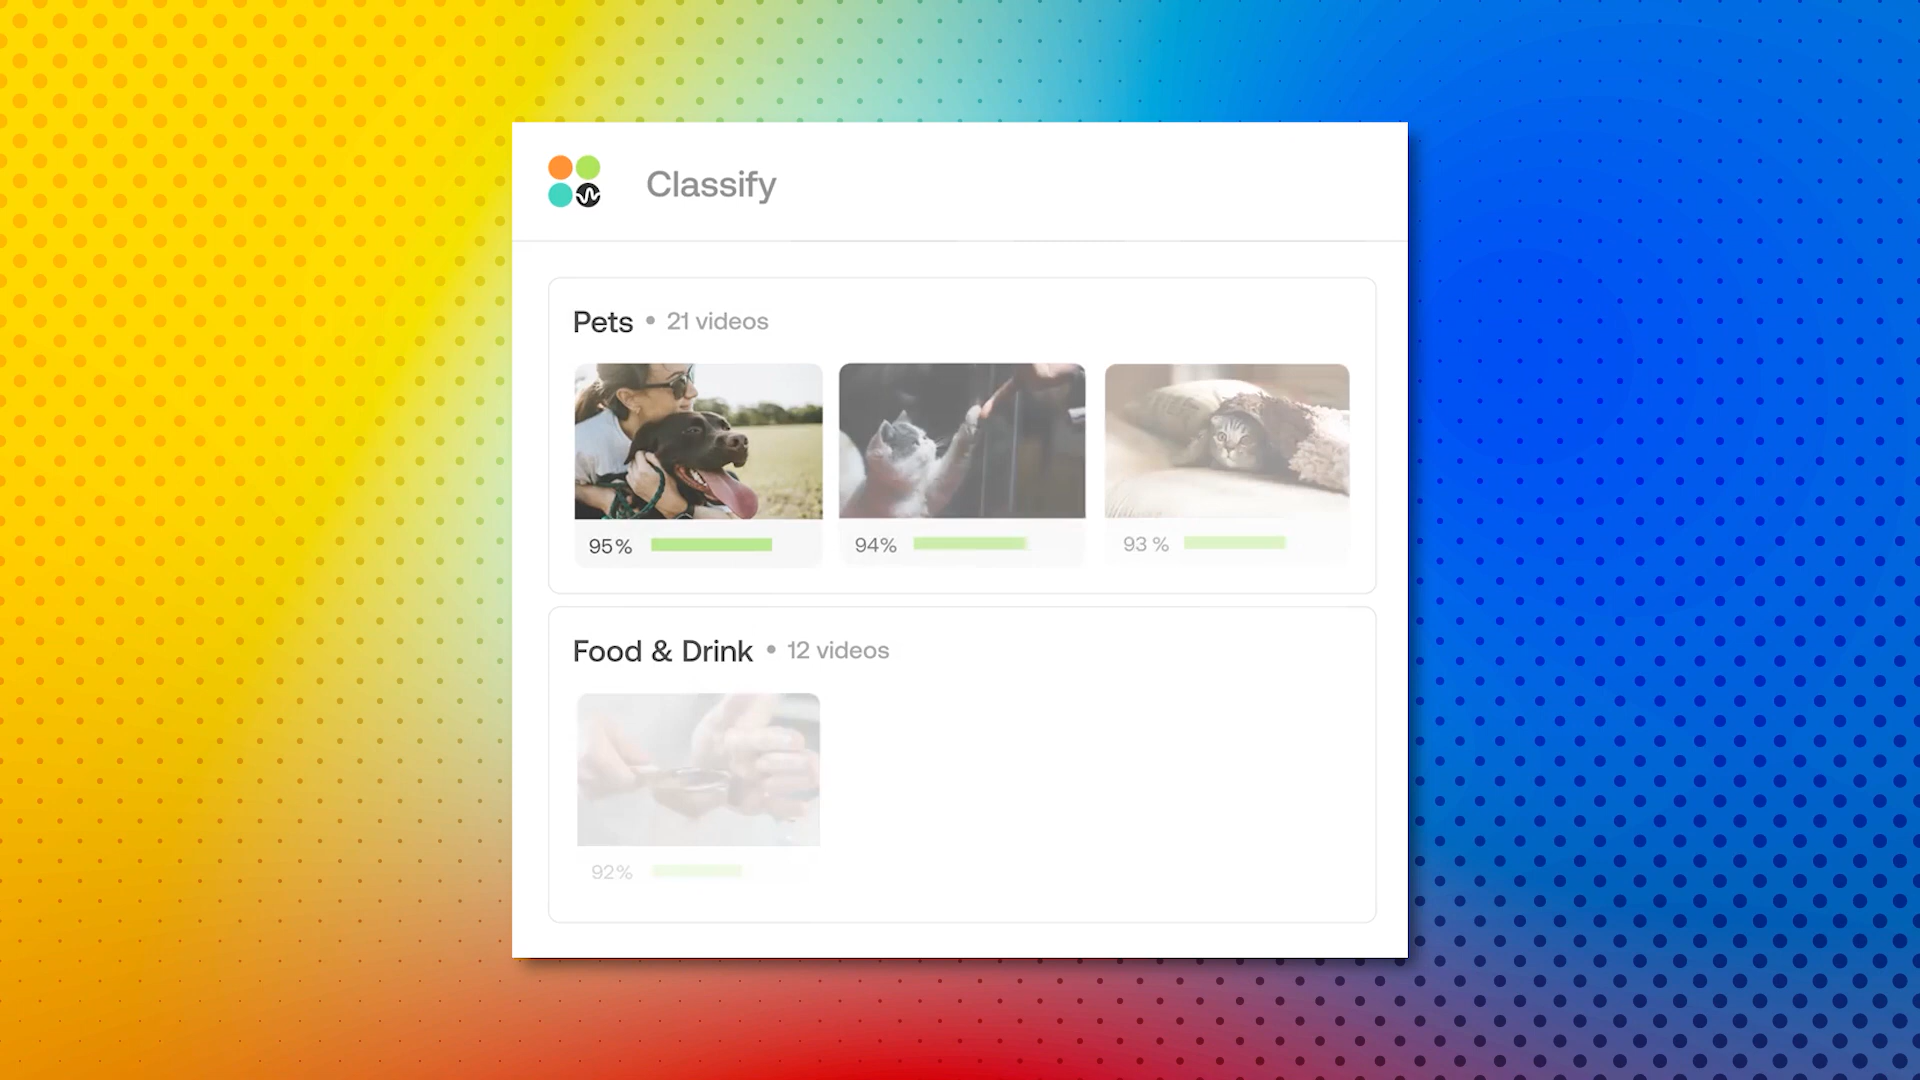 Classify
Pets • 21 videos
95% 94% 93 %
Food & Drink • 12 videos
92%